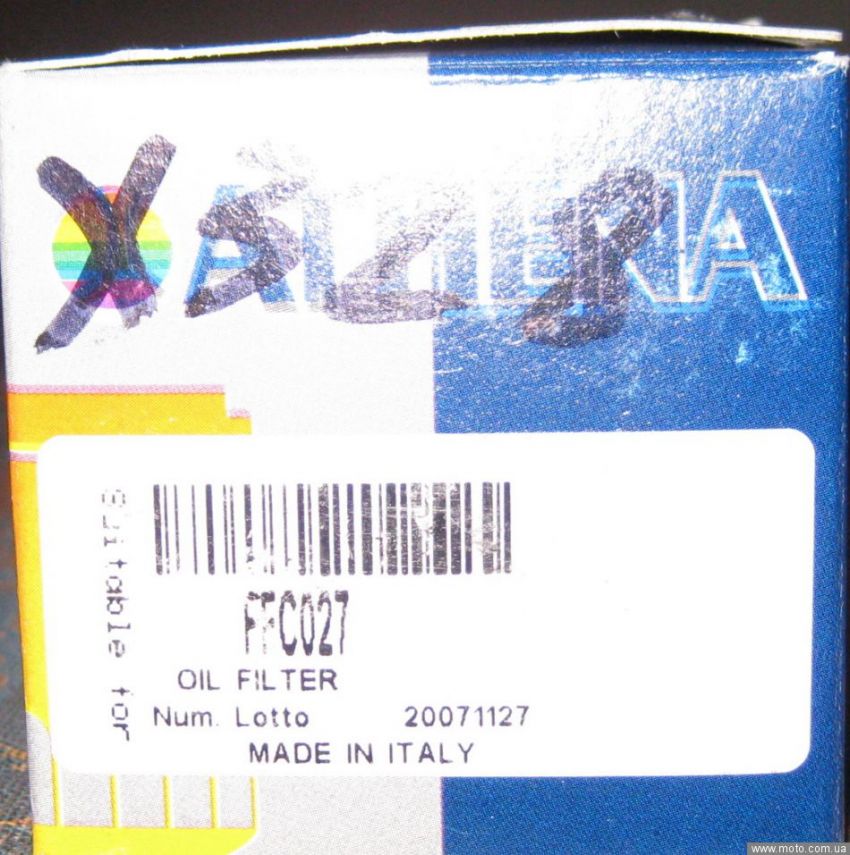 FFC027
OIL FILTER
Num. Lotto 20071127
MADE IN ITALY
Suitable for
www.moto.com.ua